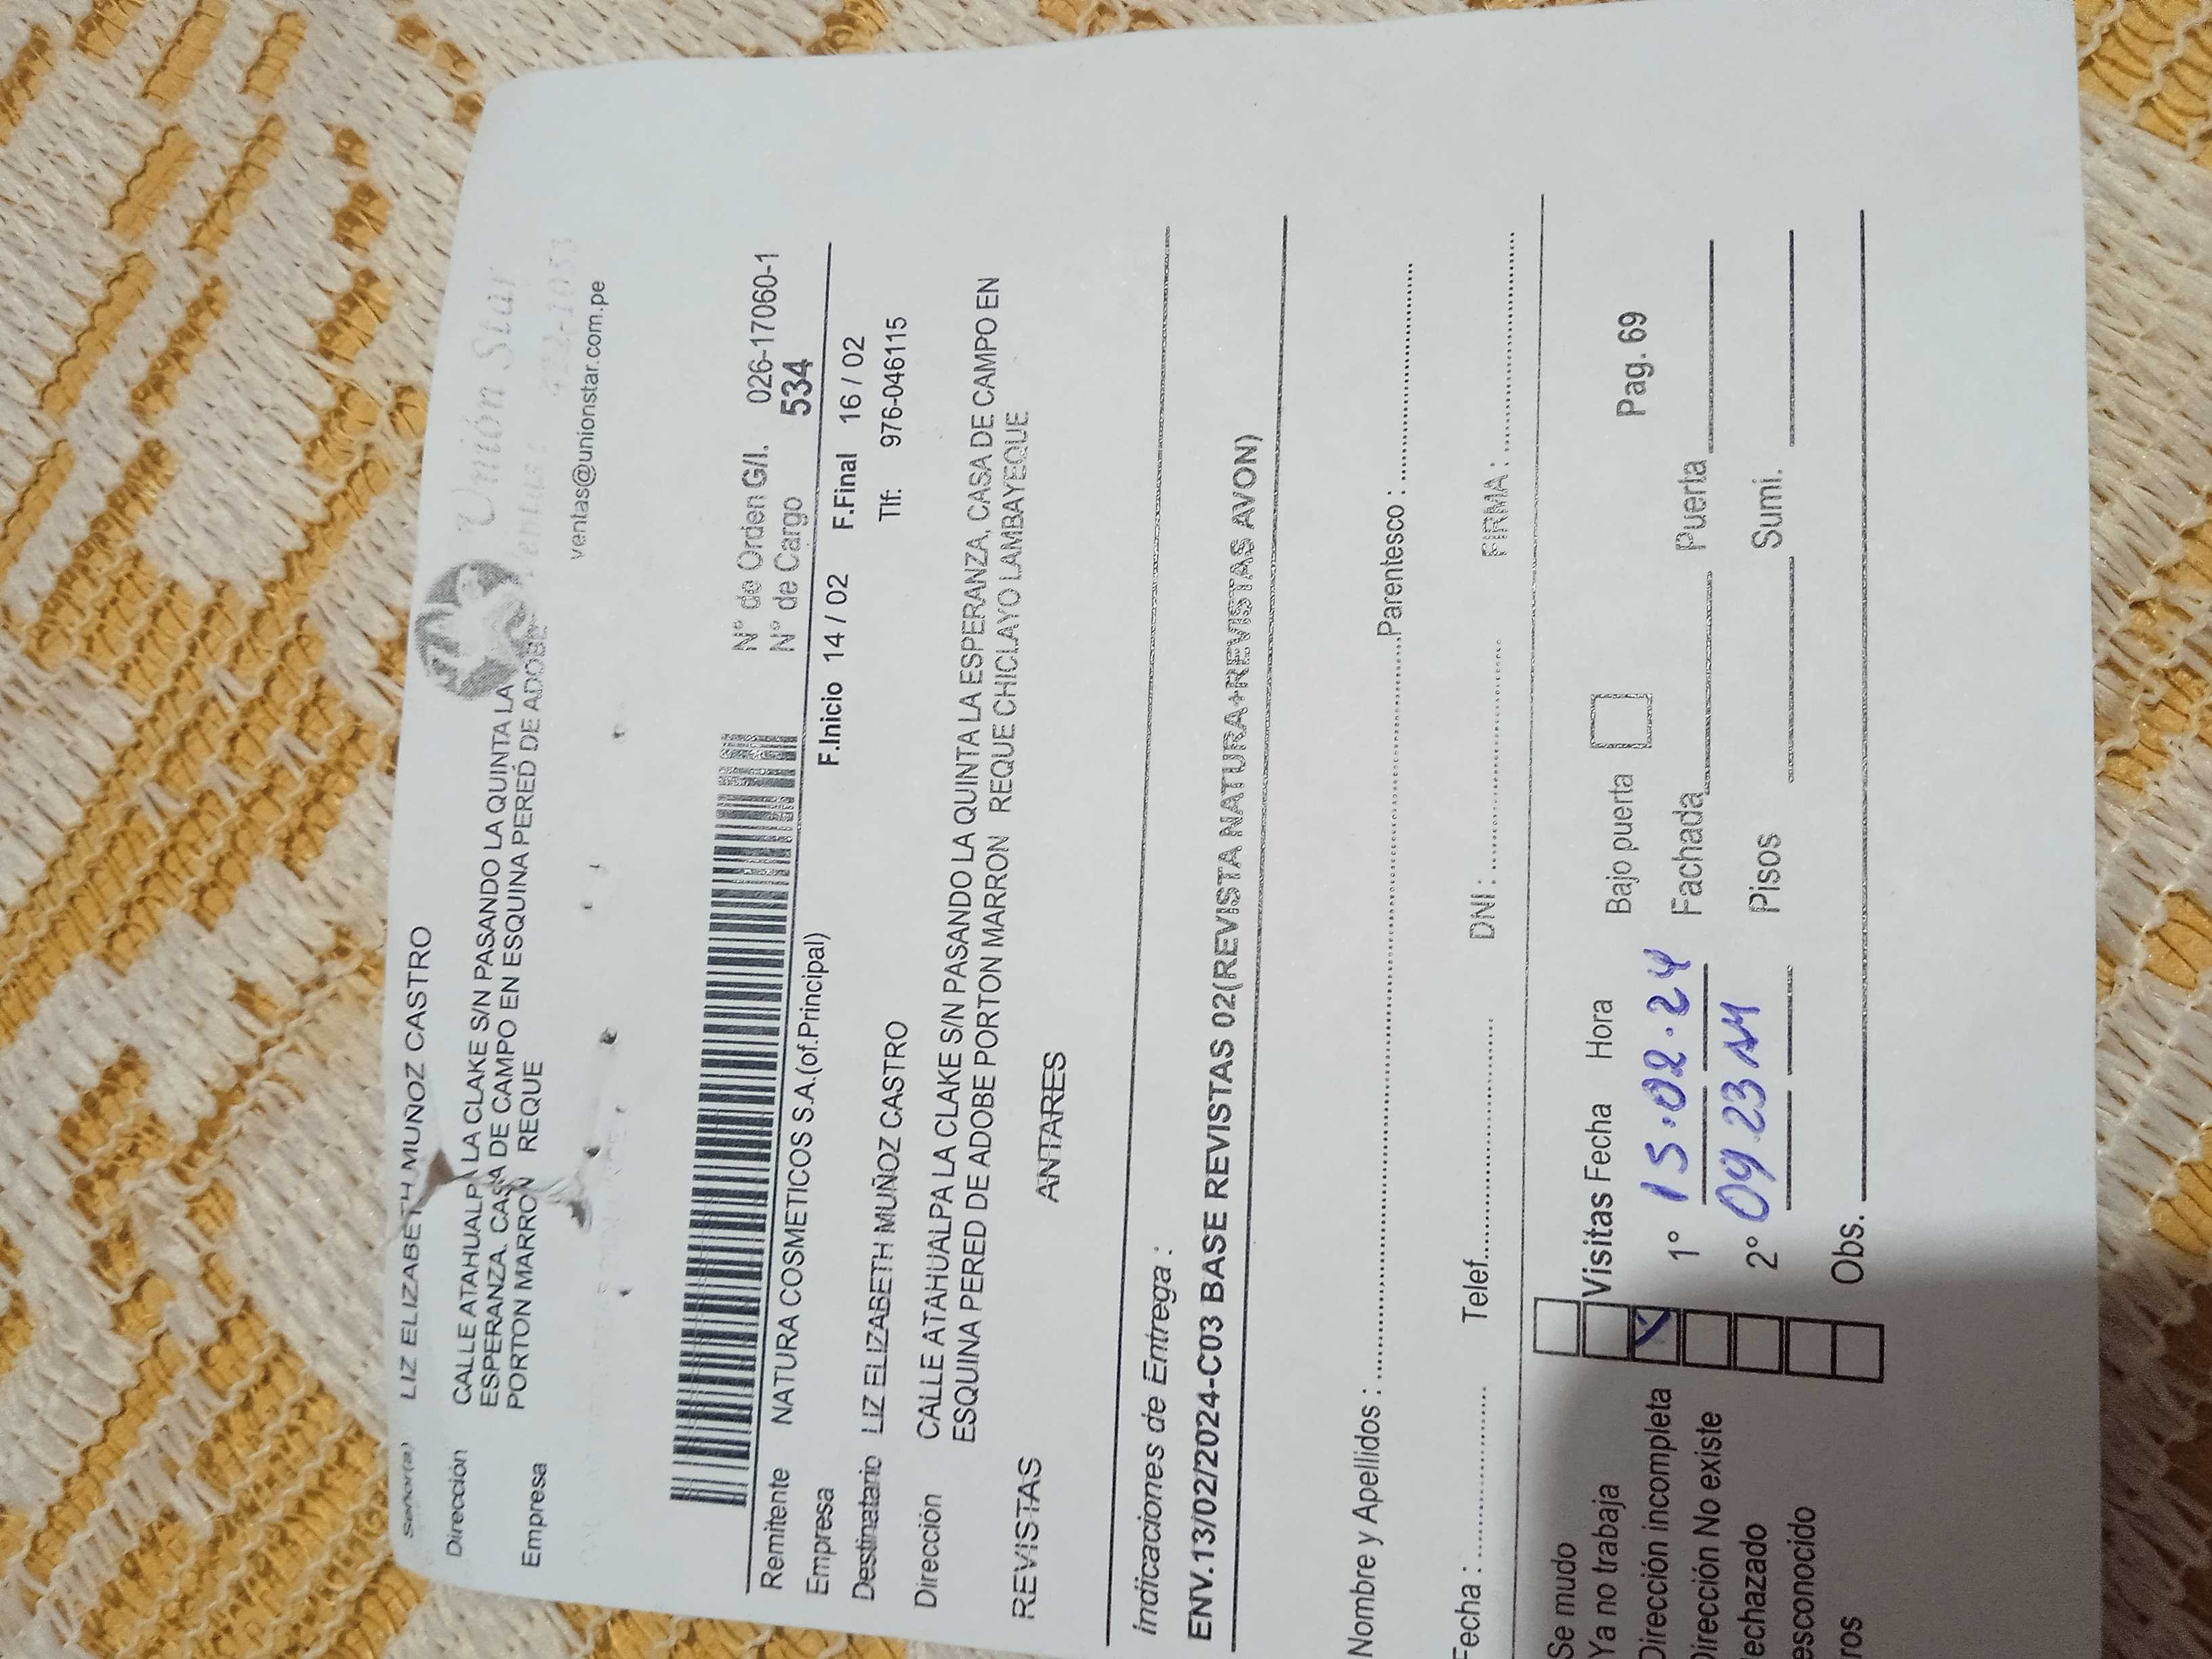 Señor(a) LIZ ELIZABETH MUÑOZ CASTRO
Dirección CALLE ATAHUALPA LA CLAKE S/N PASANDO LA QUINTA LA
ESPERANZA, CASA DE CAMPO EN ESQUINA PERED DE ADOBE
PORTON MARRON REQUE
Empresa
Unión Star
Ventas:
ventas@unionstar.com.pe
N° de Orden G/I. 026-17060-1
N° de Cargo 534
Remitente NATURA COSMETICOS S.A.(of.Principal) F.Inicio 14 / 02 F.Final 16 / 02
Empresa Tlf: 976-046115
Destinatario LIZ ELIZABETH MUÑOZ CASTRO
Dirección CALLE ATAHUALPA LA CLAKE S/N PASANDO LA QUINTA LA ESPERANZA, CASA DE CAMPO EN
ESQUINA PERED DE ADOBE PORTON MARRON REQUE CHICLAYO LAMBAYEQUE
REVISTAS ANTARES
Indicaciones de Entrega :
ENV.13/02/2024-C03 BASE REVISTAS 02(REVISTA NATURA+REVISTAS AVON)
Nombre y Apellidos : Parentesco :
Fecha : Telef. DNI : FIRMA :
Se mudo
Ya no trabaja Visitas Fecha Hora Bajo puerta Pag. 69
Dirección incompleta X 1° 15.02.24 Fachada Puerta
Dirección No existe
echazado 2° 09 23 AM Pisos Sumi.
esconocido
ros Obs.